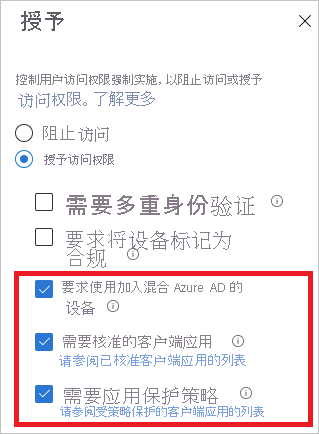 授予
控制用户访问权限强制实施，以阻止访问或授予
访问权限。了解更多
阻止访问
授予访问权限
需要多重身份验证
要求将设备标记为
合规
要求使用加入混合 Azure AD 的
设备
需要核准的客户端应用
请参阅已核准客户端应用的列表
需要应用保护策略
请参阅受策略保护的客户端应用的列表